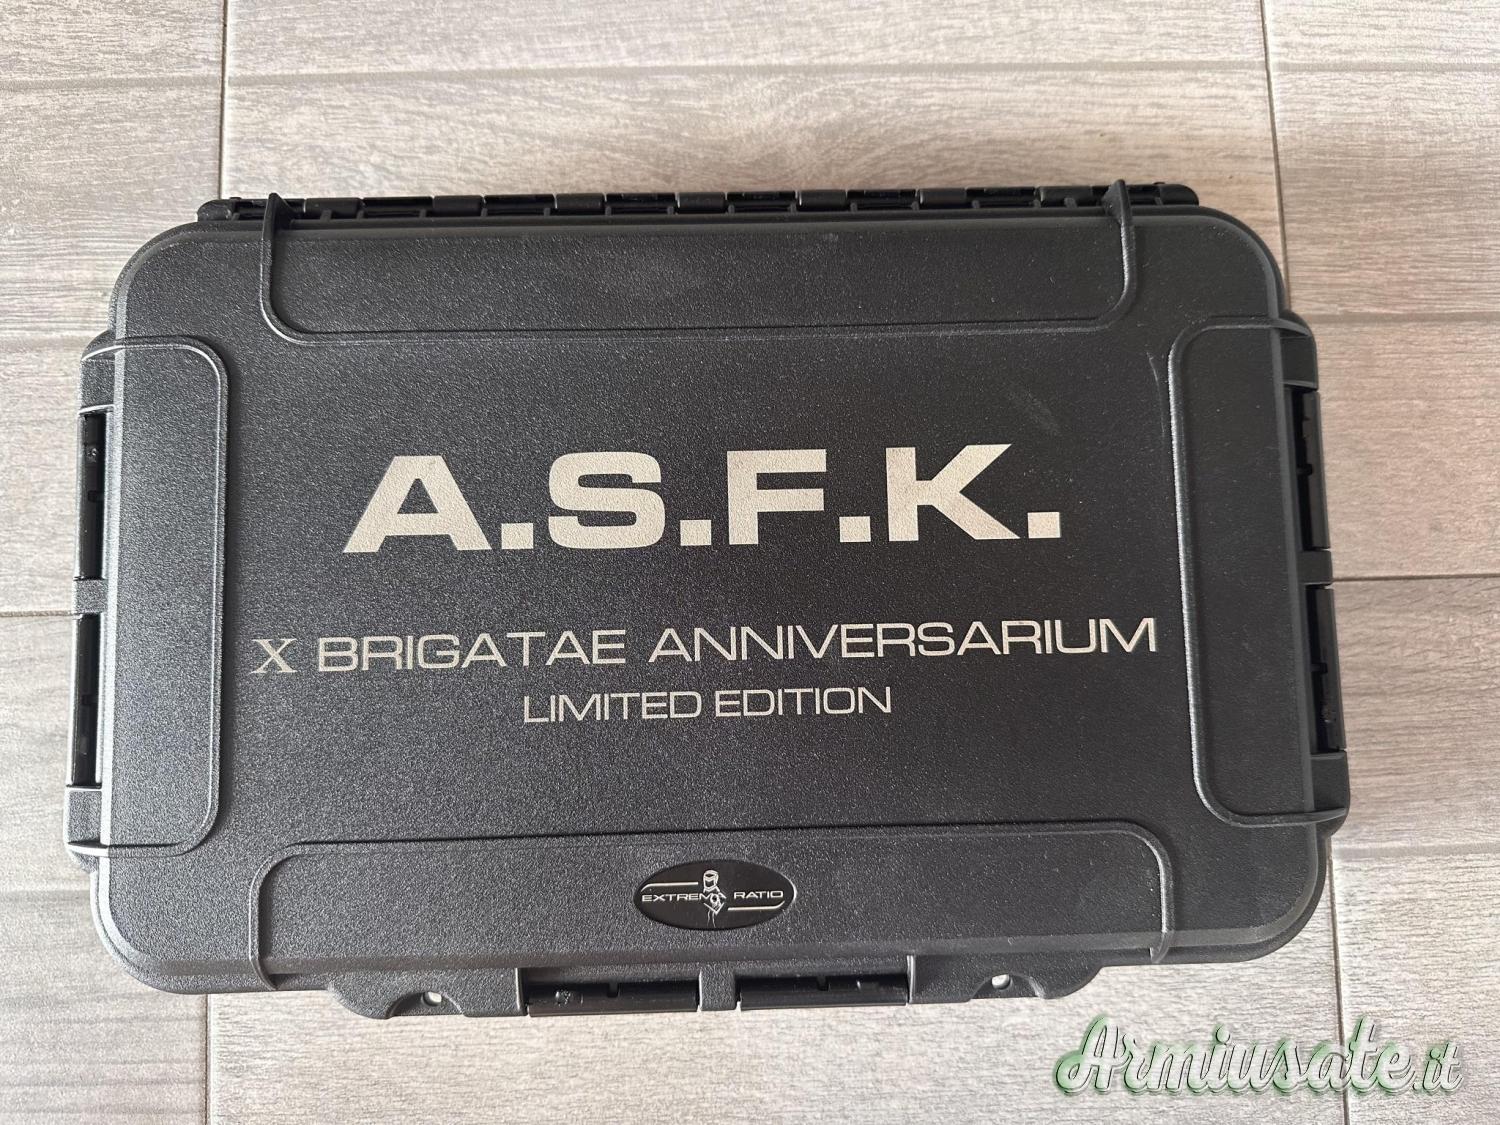 A.S.F.K.
X BRIGATAE ANNIVERSARIUM
LIMITED EDITION
EXTREMA RATIO
Armiusate.it